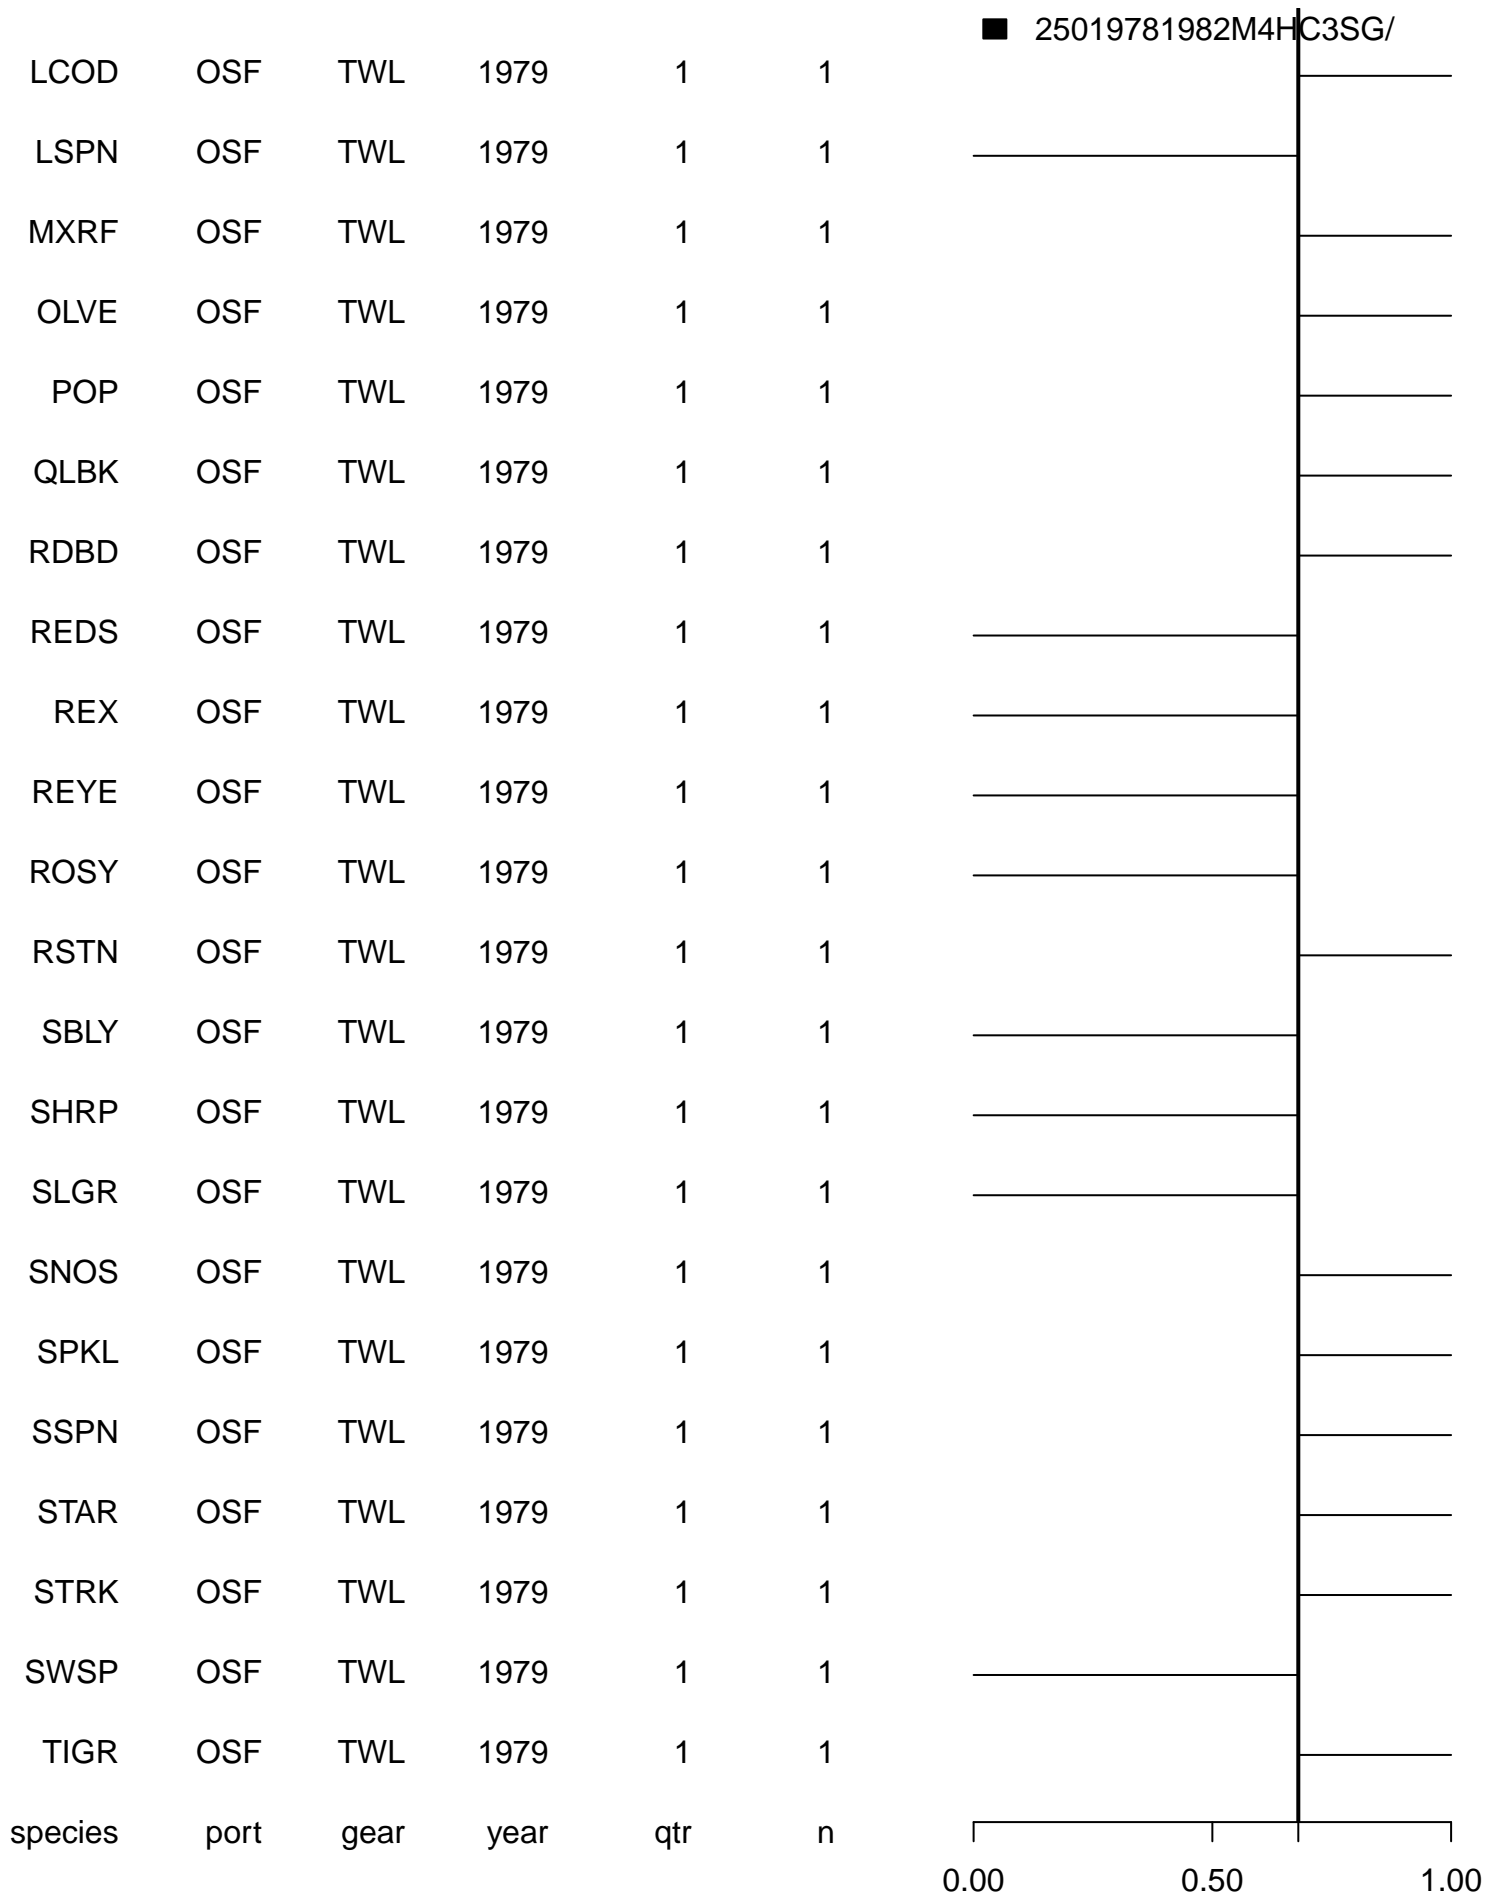 25019781982M4HC3SG/
LCOD OSF TWL 1979 1 1
LSPN OSF TWL 1979 1 1
MXRF OSF TWL 1979 1 1
OLVE OSF TWL 1979 1 1
POP OSF TWL 1979 1 1
QLBK OSF TWL 1979 1 1
RDBD OSF TWL 1979 1 1
REDS OSF TWL 1979 1 1
REX OSF TWL 1979 1 1
REYE OSF TWL 1979 1 1
ROSY OSF TWL 1979 1 1
RSTN OSF TWL 1979 1 1
SBLY OSF TWL 1979 1 1
SHRP OSF TWL 1979 1 1
SLGR OSF TWL 1979 1 1
SNOS OSF TWL 1979 1 1
SPKL OSF TWL 1979 1 1
SSPN OSF TWL 1979 1 1
STAR OSF TWL 1979 1 1
STRK OSF TWL 1979 1 1
SWSP OSF TWL 1979 1 1
TIGR OSF TWL 1979 1 1
species port gear year qtr n
0.00 0.50 1.00